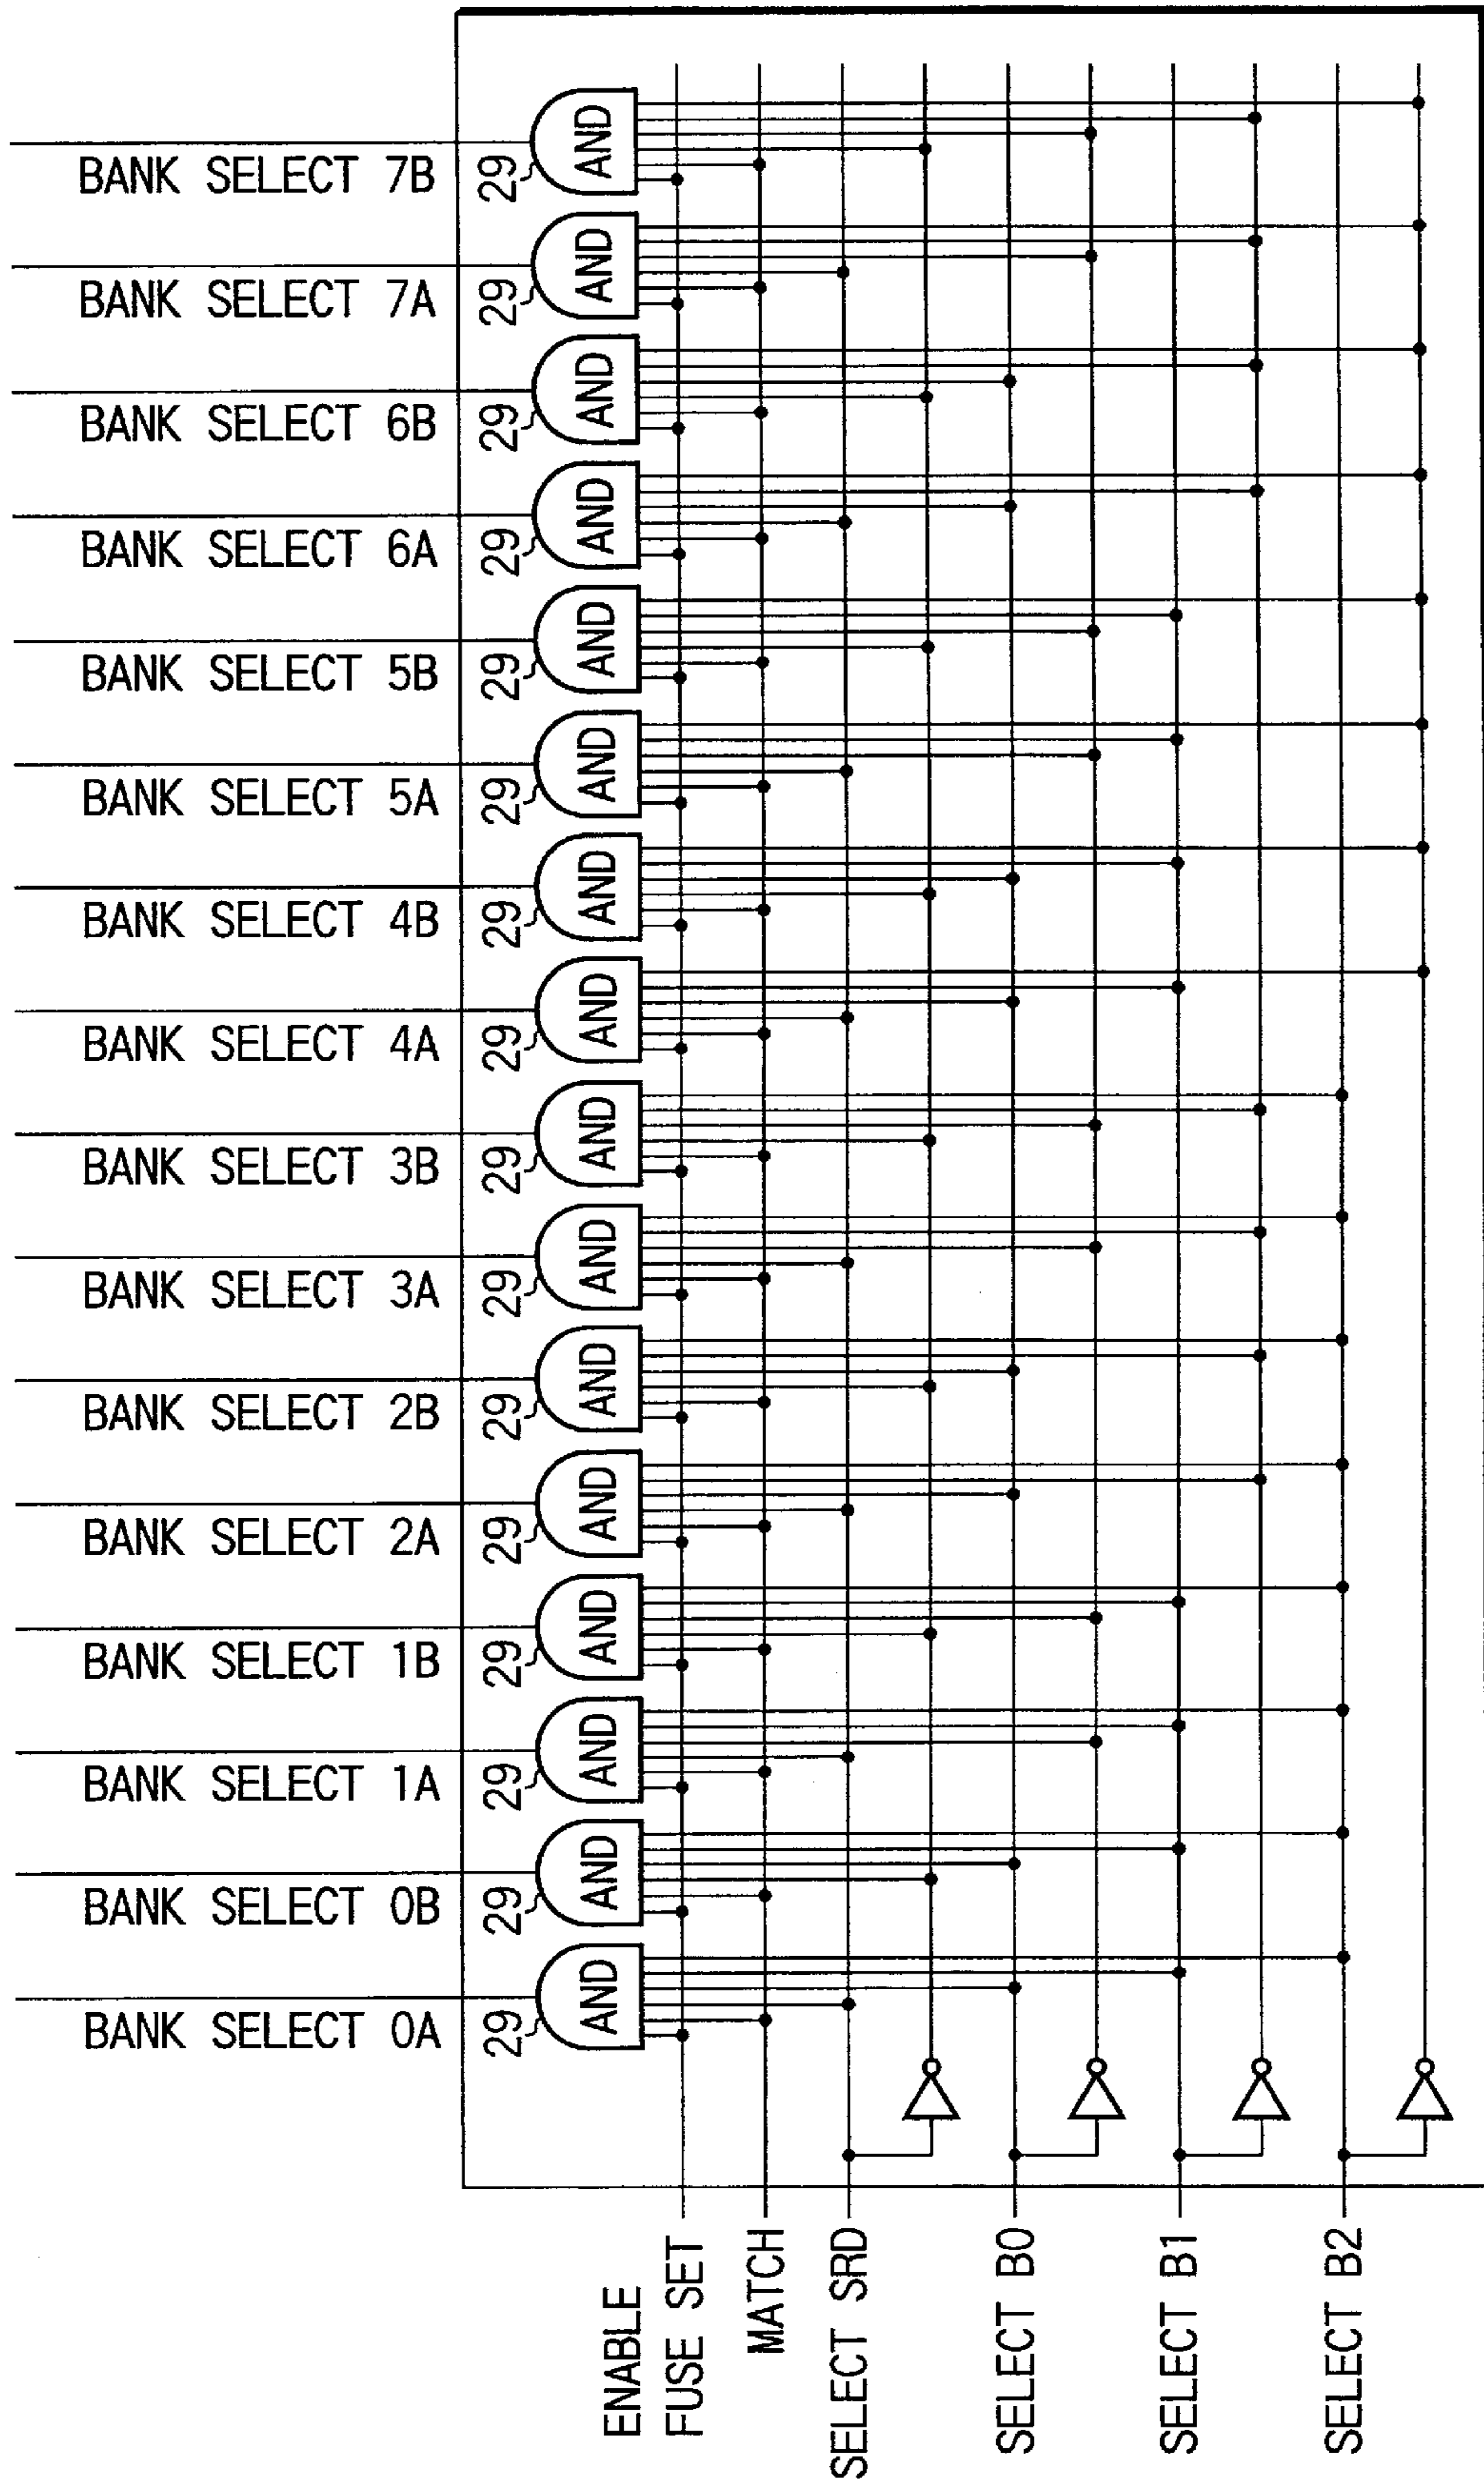 BANK SELECT 7B
29
AND
BANK SELECT 7A
29
AND
BANK SELECT 6B
29
AND
BANK SELECT 6A
29
AND
BANK SELECT 5B
29
AND
BANK SELECT 5A
29
AND
BANK SELECT 4B
29
AND
BANK SELECT 4A
29
AND
BANK SELECT 3B
29
AND
BANK SELECT 3A
29
AND
BANK SELECT 2B
29
AND
BANK SELECT 2A
29
AND
BANK SELECT 1B
29
AND
BANK SELECT 1A
29
AND
BANK SELECT 0B
29
AND
BANK SELECT 0A
29
AND
ENABLE
FUSE SET
MATCH
SELECT SRD
SELECT B0
SELECT B1
SELECT B2